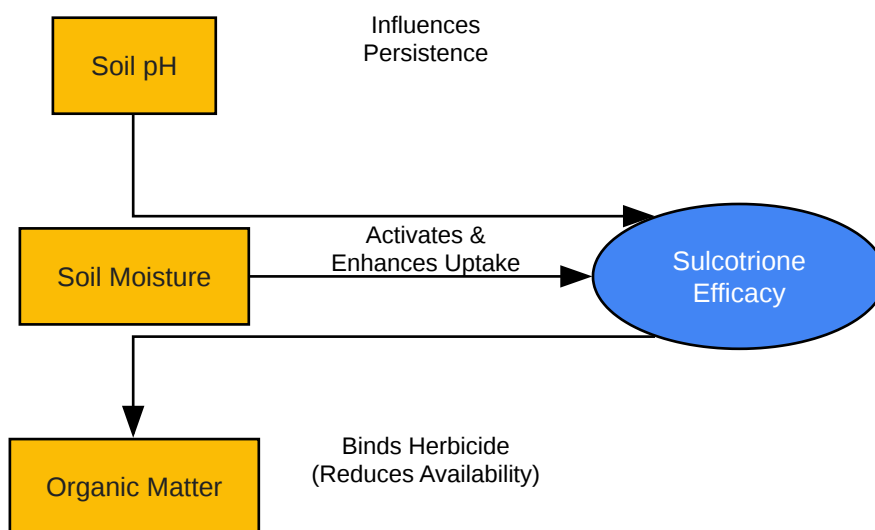 Influences
Persistence
Soil pH
Activates &
Enhances Uptake
Soil Moisture
Sulcotrione
Efficacy
Binds Herbicide
(Reduces Availability)
Organic Matter